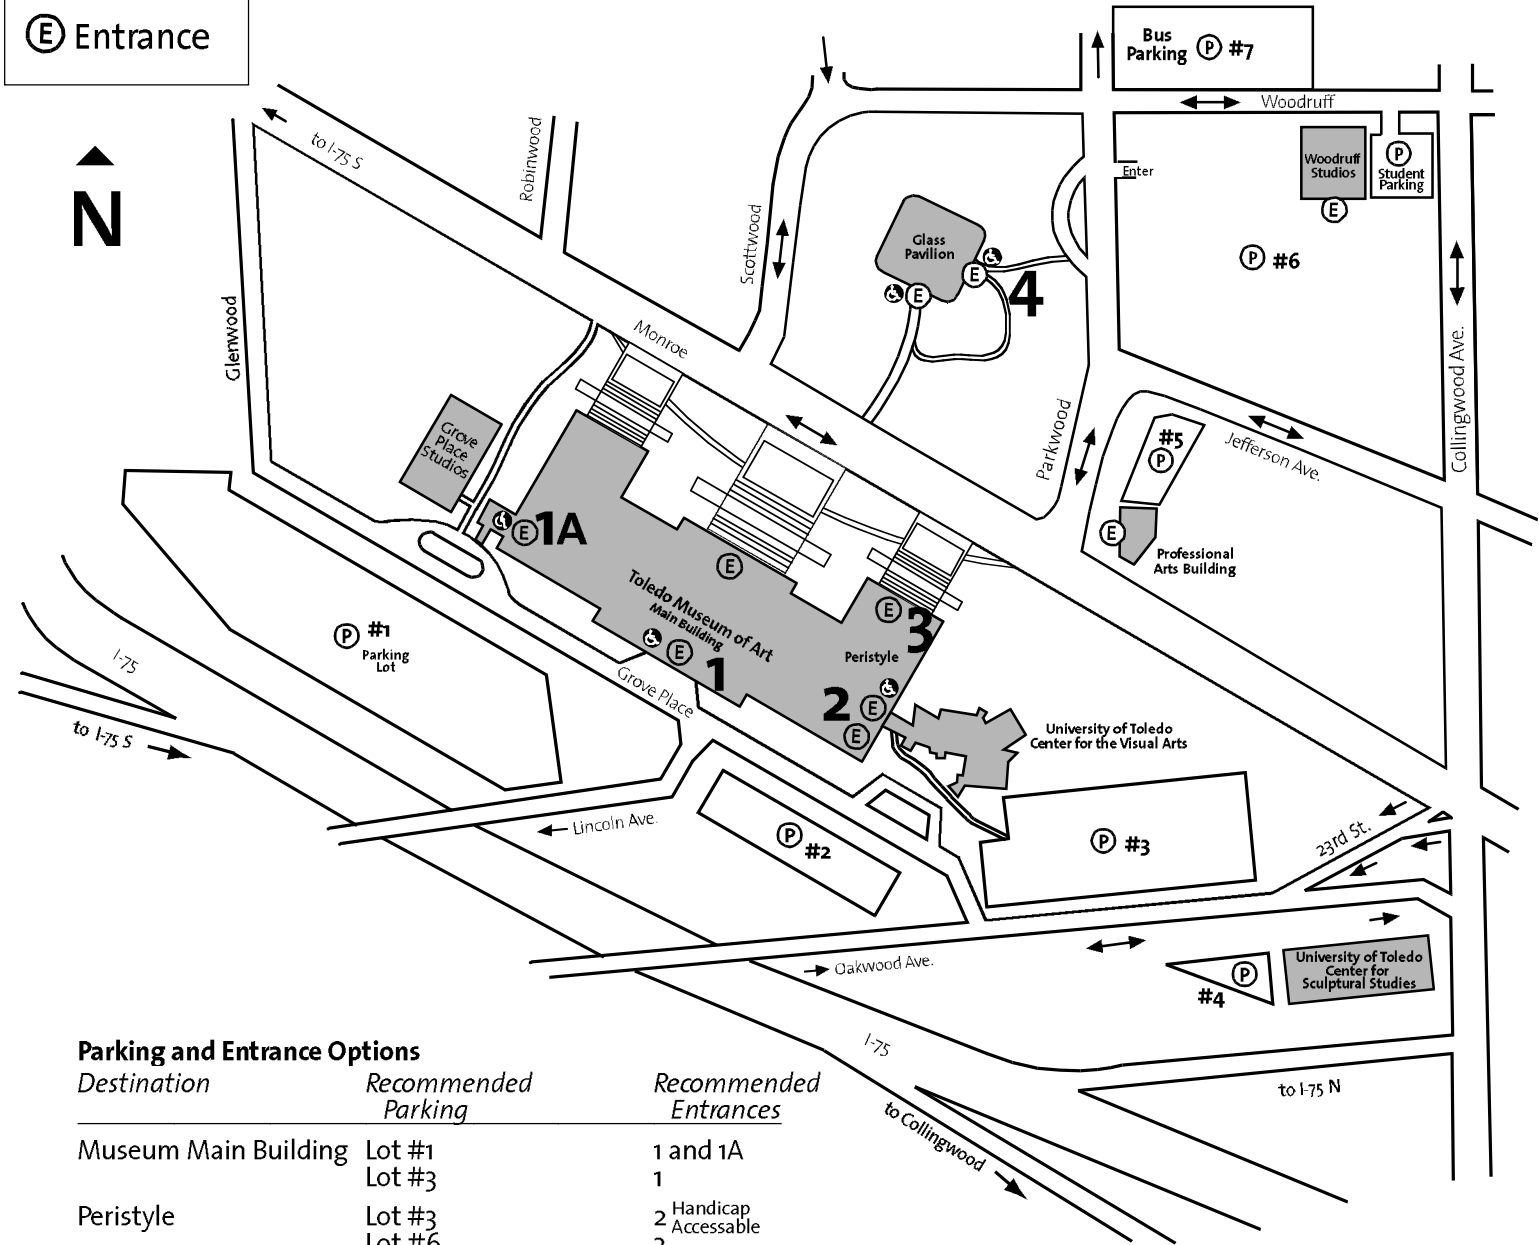 E Entrance
N
to I-75 S
Robinwood
Scottwood
Glenwood
Monroe
Bus
Parking P #7
Woodruff
Enter
Woodruff
Studios
E
P
Student
Parking
P #6
Collingwood Ave.
Glass
Pavilion
E
E
4
Parkwood
Jefferson Ave.
#5
P
E
Professional
Arts Building
Grove
Place
Studios
E 1A
E
Toledo Museum of Art
Main Building
E
1
E
3
Peristyle
2 E
E
P #1
Parking
Lot
Grove Place
I-75
to I-75 S
University of Toledo
Center for the Visual Arts
Lincoln Ave.
P #2
P #3
23rd St.
Oakwood Ave.
P
#4
University of Toledo
Center for
Sculptural Studies
I-75
to I-75 N
to Collingwood
Parking and Entrance Options
Destination Recommended Parking Recommended Entrances
Museum Main Building Lot #1 1 and 1A
Lot #3 1
Peristyle Lot #3 2 Handicap Accessable
Lot #6